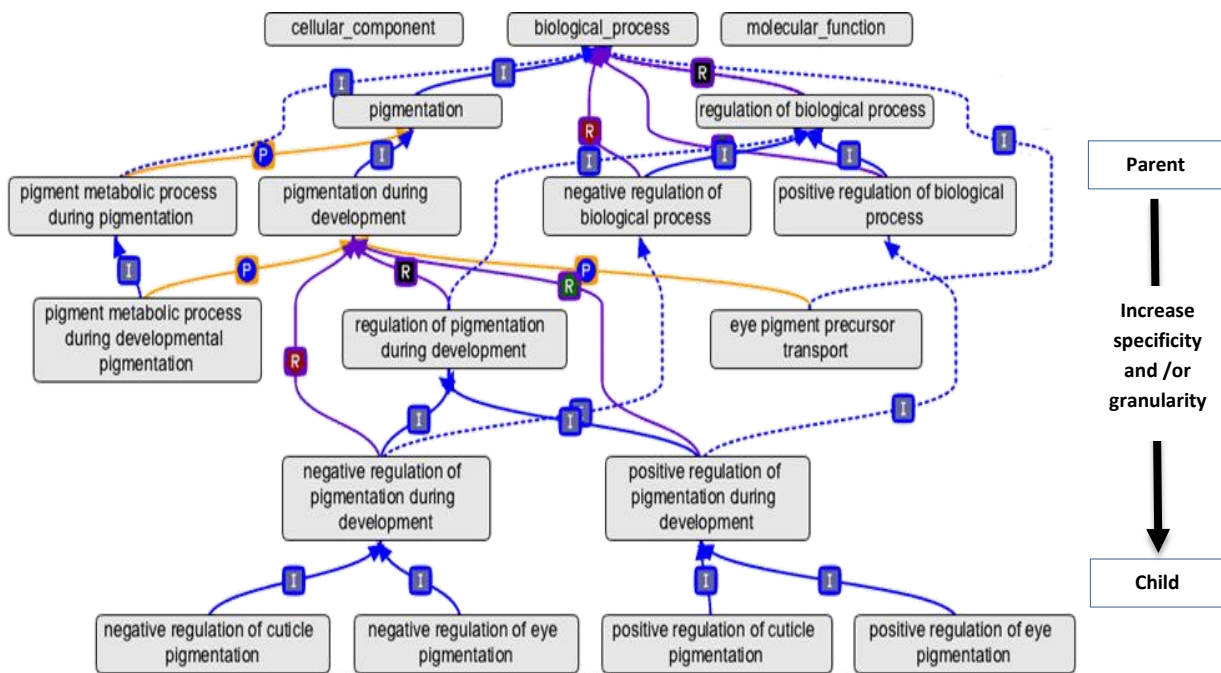 cellular_component
biological_process
molecular_function
I
I
R
pigmentation
regulation of biological process
R
I
P
I
I
I
I
pigment metabolic process
during pigmentation
pigmentation during
development
negative regulation of
biological process
positive regulation of biological
process
Parent
I
P
R
P
R
pigment metabolic process
during developmental
pigmentation
regulation of pigmentation
during development
eye pigment precursor
transport
Increase
specificity
and /or
granularity
R
I
I
I
I
negative regulation of
pigmentation during
development
positive regulation of
pigmentation during
development
I
I
I
I
Child
negative regulation of cuticle
pigmentation
negative regulation of eye
pigmentation
positive regulation of cuticle
pigmentation
positive regulation of eye
pigmentation